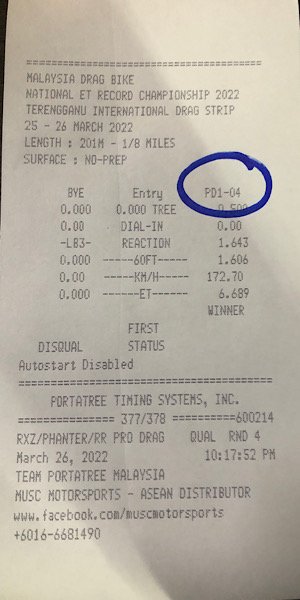 ================================
MALAYSIA DRAG BIKE
NATIONAL ET RECORD CHAMPIONSHIP 2022
TERENGGANU INTERNATIONAL DRAG STRIP
25 - 26 MARCH 2022
LENGTH : 201M - 1/8 MILES
SURFACE : NO-PREP
BYE Entry PD1-04
0.000 0.000 TREE 0.500
0.00 DIAL-IN 0.00
-LB3- REACTION 1.643
0.000 -----60FT------ 1.606
0.00 -----KM/H------ 172.70
0.000 ------ET------- 6.689
WINNER
FIRST
DISQUAL STATUS
Autostart Disabled
================================
PORTATREE TIMING SYSTEMS, INC.
============== 377/378 ==========600214
RXZ/PHANTER/RR PRO DRAG QUAL RND 4
March 26, 2022 10:17:52 PM
TEAM PORTATREE MALAYSIA
MUSC MOTORSPORTS - ASEAN DISTRIBUTOR
www.facebook.com/muscmotorsports
+6016-6681490